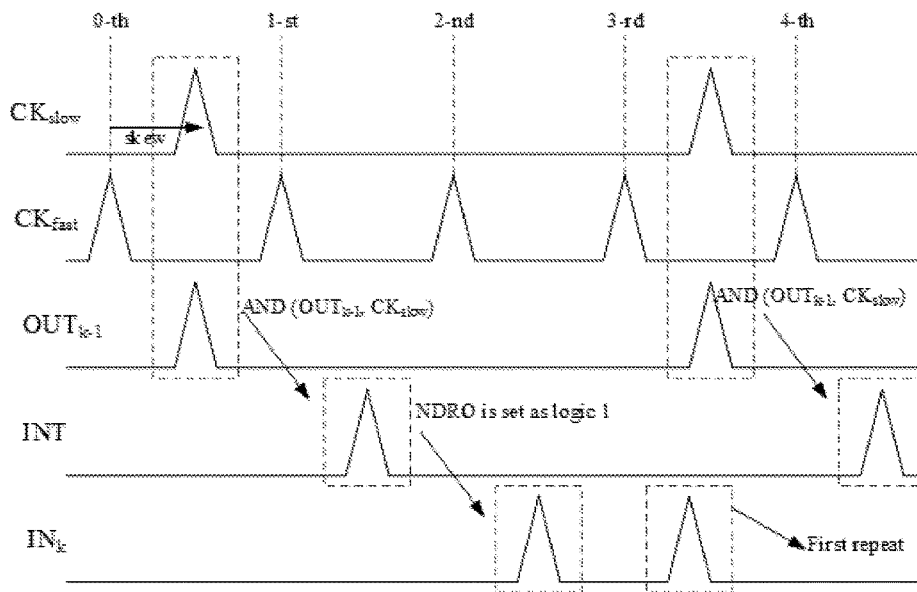 0-th 1-st 2-nd 3-rd 4-th
CKslow
skew
CKfast
AND (OUTk-1, CKslow) AND (OUTk-1, CKslow)
OUTk-1
NDRO is set as logic 1
INT
First repeat
INk